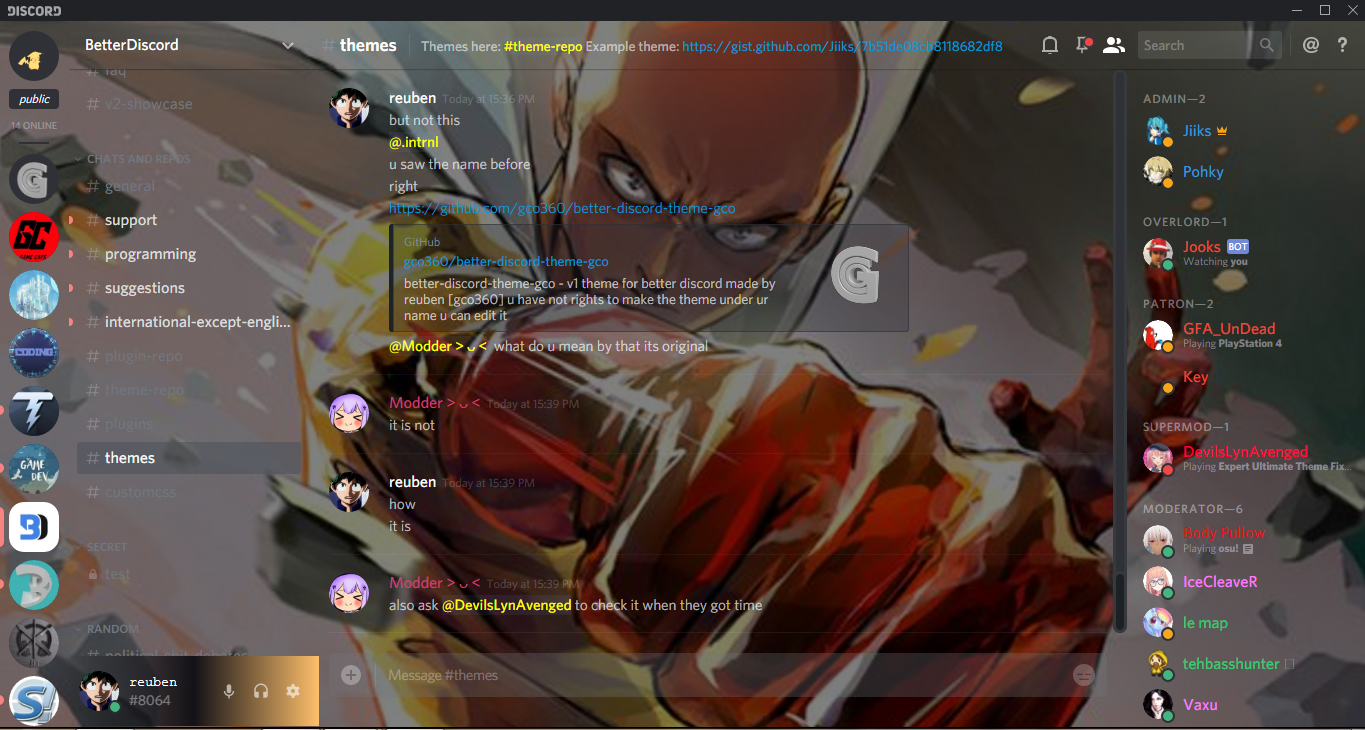 DISCORD
BetterDiscord
# themes
Themes here: #theme-repo Example theme: https://gist.github.com/Jiiks/7b51de08cb8118682df8
Search
@ ?
public
14 ONLINE
GC
GAME CAPS
CODING
GAME DEV
# faq
# v2-showcase
CHATS AND REPOS
# general
# support
# programming
# suggestions
# international-except-engli...
# plugin-repo
# theme-repo
# plugins
# themes
# customcss
SECRET
test
RANDOM
# political-shit-debates
reuben
#8064
reuben Today at 15:36 PM
but not this
@.intrnl
u saw the name before
right
https://github.com/gco360/better-discord-theme-gco
GitHub
gco360/better-discord-theme-gco
better-discord-theme-gco - v1 theme for better discord made by
reuben [gco360] u have not rights to make the theme under ur
name u can edit it
@Modder > ᴗ < what do u mean by that its original
Modder > ᴗ < Today at 15:39 PM
it is not
reuben Today at 15:39 PM
how
it is
Modder > ᴗ < Today at 15:39 PM
also ask @DevilsLynAvenged to check it when they got time
Message #themes
ADMIN—2
Jiiks
Pohky
OVERLORD—1
Jooks BOT
Watching you
PATRON—2
GFA_UnDead
Playing PlayStation 4
Key
SUPERMOD—1
DevilsLynAvenged
Playing Expert Ultimate Theme Fix...
MODERATOR—6
Body Pullow
Playing osu!
IceCleaveR
le map
tehbasshunter
Vaxu